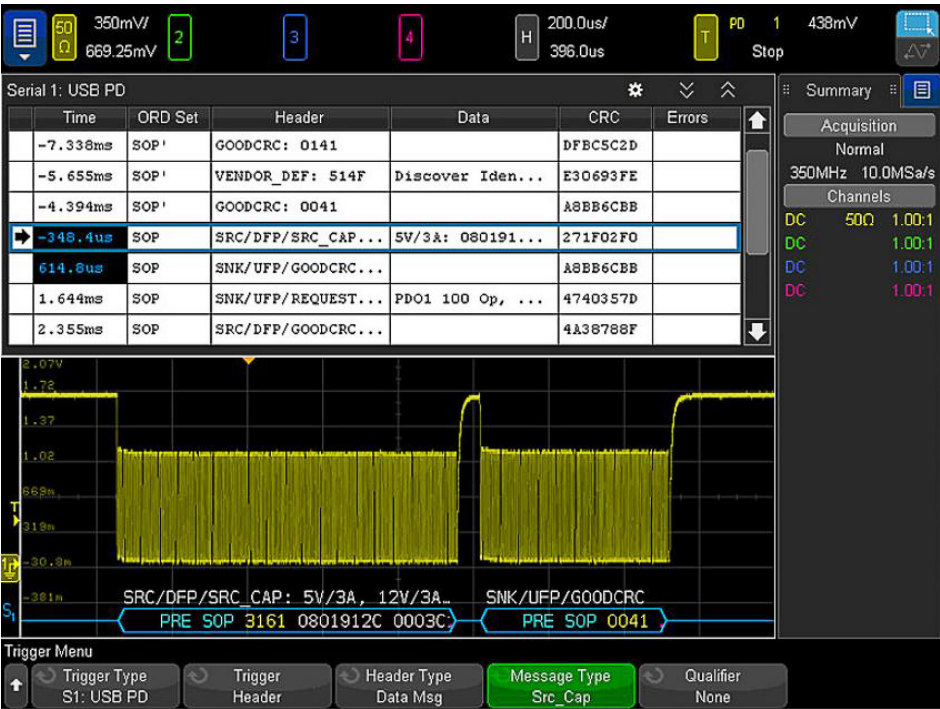 50 Ω 350mV/ 669.25mV 2 3 4 H 200.0us/ 396.0us T PD 1 438mV Stop
Serial 1: USB PD
Time ORD Set Header Data CRC Errors
-7.338ms SOP' GOODCRC: 0141 DFBC5C2D
-5.655ms SOP' VENDOR_DEF: 514F Discover Iden... E30693FE
-4.394ms SOP' GOODCRC: 0041 A8BB6CBB
-348.4us SOP SRC/DFP/SRC_CAP... 5V/3A: 080191... 271F02F0
614.8us SOP SNK/UFP/GOODCRC... A8BB6CBB
1.644ms SOP SNK/UFP/REQUEST... PDO1 100 Op, ... 4740357D
2.355ms SOP SRC/DFP/GOODCRC... 4A38788F
Summary
Acquisition
Normal
350MHz 10.0MSa/s
Channels
DC 50Ω 1.00:1
DC 1.00:1
DC 1.00:1
DC 1.00:1
2.07V
1.72
1.37
1.02
669m
T
319m
-30.8m
-381m
S1
SRC/DFP/SRC_CAP: 5V/3A, 12V/3A… SNK/UFP/GOODCRC
PRE SOP 3161 0801912C 0003C PRE SOP 0041
Trigger Menu
Trigger Type Trigger Header Type Message Type Qualifier
S1: USB PD Header Data Msg Src_Cap None